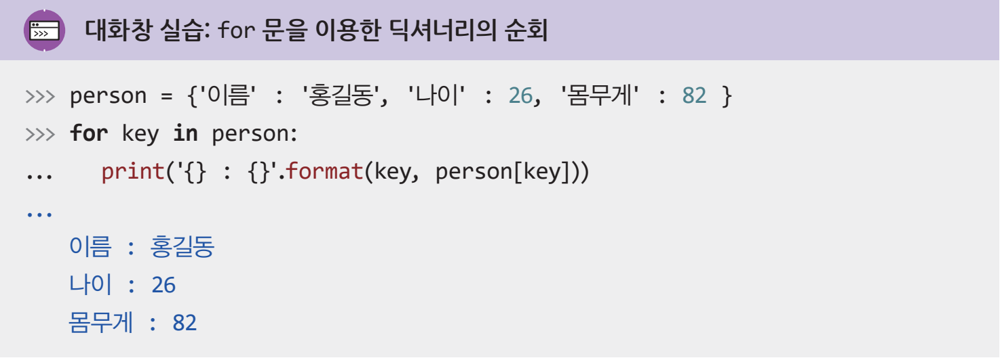 >>>
대화창 실습: for 문을 이용한 딕셔너리의 순회
>>> person = {'이름' : '홍길동', '나이' : 26, '몸무게' : 82 }
>>> for key in person:
...    print('{} : {}'.format(key, person[key]))
...
이름 : 홍길동
나이 : 26
몸무게 : 82